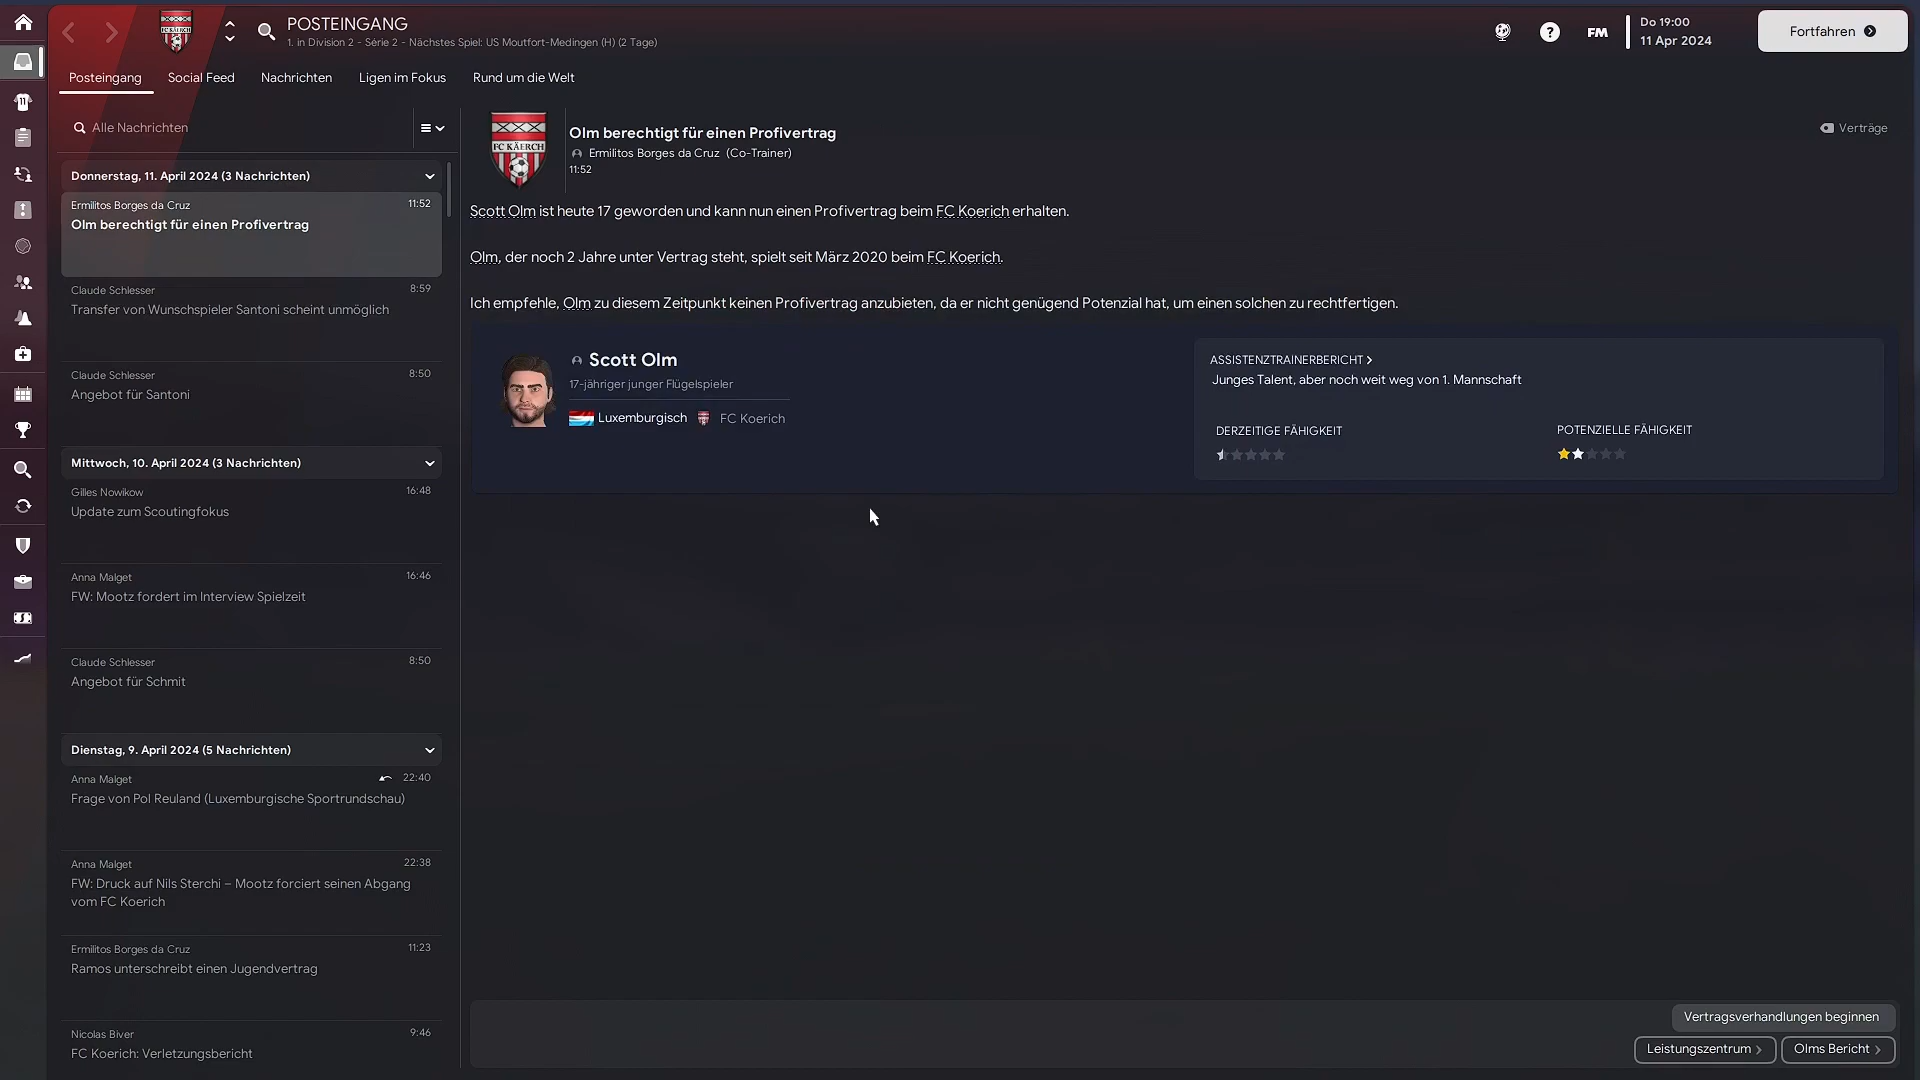 POSTEINGANG
1. in Division 2 - Série 2 - Nächstes Spiel: US Moutfort-Medingen (H) (2 Tage)
FM
Do 19:00
11 Apr 2024
Fortfahren
Posteingang
Social Feed
Nachrichten
Ligen im Fokus
Rund um die Welt
Alle Nachrichten
Donnerstag, 11. April 2024 (3 Nachrichten)
Ermilitos Borges da Cruz 11:52
Olm berechtigt für einen Profivertrag
Claude Schlesser 8:59
Transfer von Wunschspieler Santoni scheint unmöglich
Claude Schlesser 8:50
Angebot für Santoni
Mittwoch, 10. April 2024 (3 Nachrichten)
Gilles Nowikow 16:48
Update zum Scoutingfokus
Anna Malget 16:46
FW: Mootz fordert im Interview Spielzeit
Claude Schlesser 8:50
Angebot für Schmit
Dienstag, 9. April 2024 (5 Nachrichten)
Anna Malget 22:40
Frage von Pol Reuland (Luxemburgische Sportrundschau)
Anna Malget 22:38
FW: Druck auf Nils Sterchi – Mootz forciert seinen Abgang
vom FC Koerich
Ermilitos Borges da Cruz 11:23
Ramos unterschreibt einen Jugendvertrag
Nicolas Biver 9:46
FC Koerich: Verletzungsbericht
FC KÄERCH
Olm berechtigt für einen Profivertrag
Ermilitos Borges da Cruz (Co-Trainer)
11:52
Verträge
Scott Olm ist heute 17 geworden und kann nun einen Profivertrag beim FC Koerich erhalten.
Olm, der noch 2 Jahre unter Vertrag steht, spielt seit März 2020 beim FC Koerich.
Ich empfehle, Olm zu diesem Zeitpunkt keinen Profivertrag anzubieten, da er nicht genügend Potenzial hat, um einen solchen zu rechtfertigen.
Scott Olm
17-jähriger junger Flügelspieler
Luxemburgisch
FC Koerich
ASSISTENZTRAINERBERICHT
Junges Talent, aber noch weit weg von 1. Mannschaft
DERZEITIGE FÄHIGKEIT
POTENZIELLE FÄHIGKEIT
Vertragsverhandlungen beginnen
Leistungszentrum
Olms Bericht